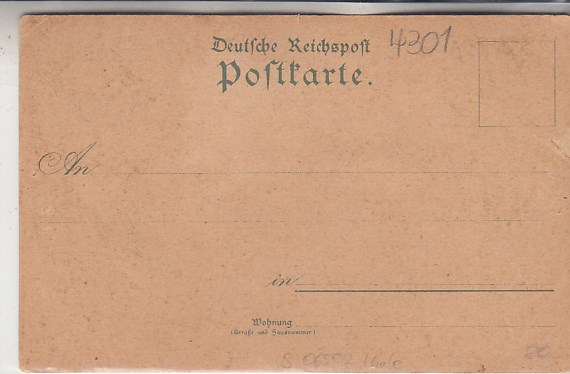 Deutsche Reichspost 4301
Postkarte.
An
in
Wohnung
(Straße und Hausnummer)